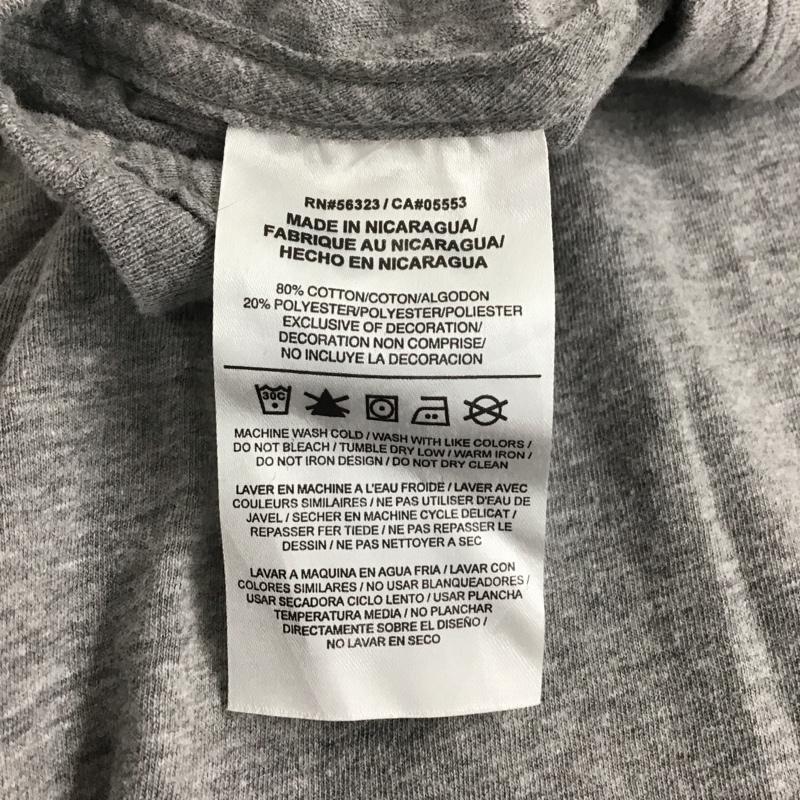 RN#56323 / CA#05553
MADE IN NICARAGUA/
FABRIQUE AU NICARAGUA/
HECHO EN NICARAGUA
80% COTTON/COTON/ALGODON
20% POLYESTER/POLYESTER/POLIESTER
EXCLUSIVE OF DECORATION/
DECORATION NON COMPRISE/
NO INCLUYE LA DECORACION
30C
MACHINE WASH COLD / WASH WITH LIKE COLORS /
DO NOT BLEACH / TUMBLE DRY LOW / WARM IRON /
DO NOT IRON DESIGN / DO NOT DRY CLEAN
LAVER EN MACHINE A L'EAU FROIDE / LAVER AVEC
COULEURS SIMILAIRES / NE PAS UTILISER D'EAU DE
JAVEL / SECHER EN MACHINE CYCLE DELICAT /
REPASSER FER TIEDE / NE PAS REPASSER LE
DESSIN / NE PAS NETTOYER A SEC
LAVAR A MAQUINA EN AGUA FRIA / LAVAR CON
COLORES SIMILARES / NO USAR BLANQUEADORES /
USAR SECADORA CICLO LENTO / USAR PLANCHA
TEMPERATURA MEDIA / NO PLANCHAR
DIRECTAMENTE SOBRE EL DISEÑO /
NO LAVAR EN SECO